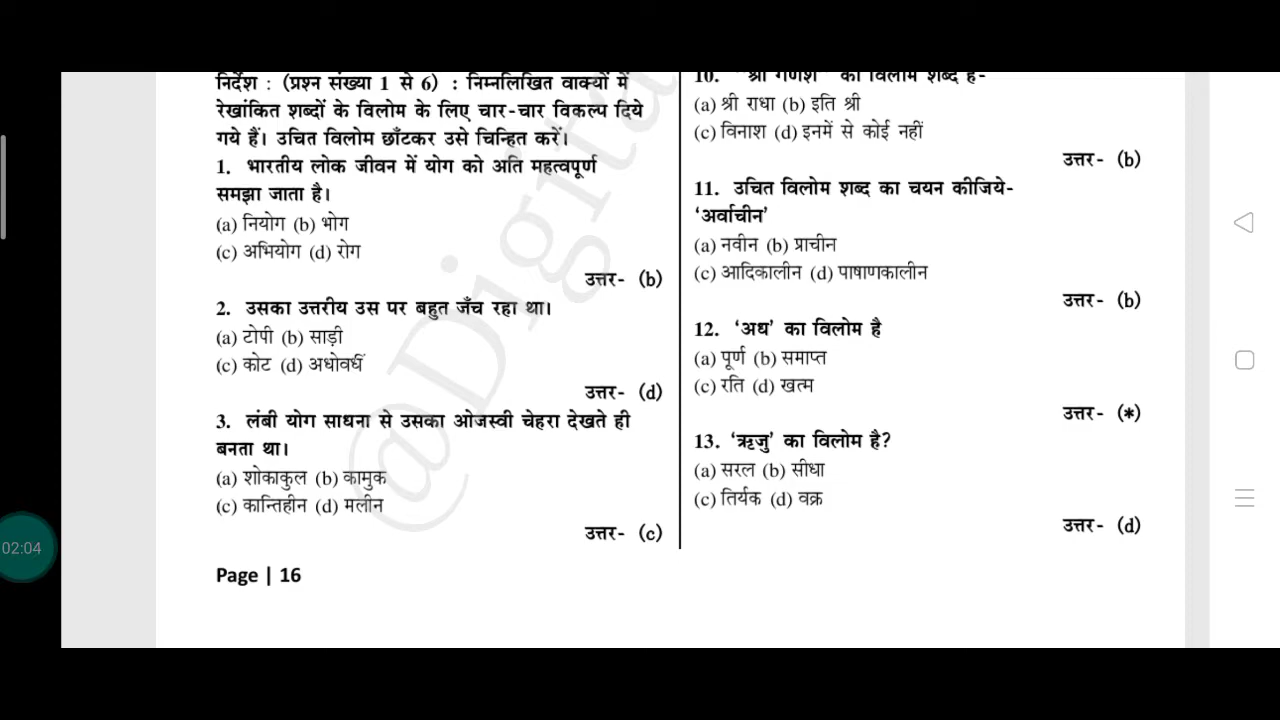 निर्देश : (प्रश्न संख्या 1 से 6) : निम्नलिखित वाक्यों में
रेखांकित शब्दों के विलोम के लिए चार-चार विकल्प दिये
गये हैं। उचित विलोम छाँटकर उसे चिन्हित करें।
1. भारतीय लोक जीवन में योग को अति महत्वपूर्ण
समझा जाता है।
(a) नियोग (b) भोग
(c) अभियोग (d) रोग
उत्तर- (b)
2. उसका उत्तरीय उस पर बहुत जँच रहा था।
(a) टोपी (b) साड़ी
(c) कोट (d) अधोवर्धी
उत्तर- (d)
3. लंबी योग साधना से उसका ओजस्वी चेहरा देखते ही
बनता था।
(a) शोकाकुल (b) कामुक
(c) कान्तिहीन (d) मलीन
उत्तर- (c)
Page | 16
10. "श्री गणेश" का विलोम शब्द है-
(a) श्री राधा (b) इति श्री
(c) विनाश (d) इनमें से कोई नहीं
उत्तर- (b)
11. उचित विलोम शब्द का चयन कीजिये-
'अर्वाचीन'
(a) नवीन (b) प्राचीन
(c) आदिकालीन (d) पाषाणकालीन
उत्तर- (b)
12. 'अथ' का विलोम है
(a) पूर्ण (b) समाप्त
(c) रति (d) खत्म
उत्तर- (*)
13. 'ऋजु' का विलोम है?
(a) सरल (b) सीधा
(c) तिर्यक (d) वक्र
उत्तर- (d)
@Digita
02:04